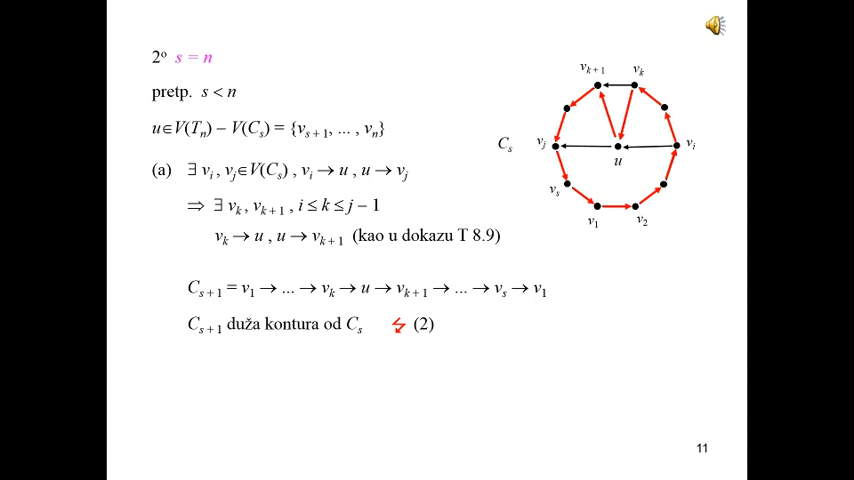 2° s = n
pretp. s < n
u∈V(Tₙ) – V(Cₛ) = {vₛ₊₁, ... , vₙ}
(a) ∃ vᵢ , vⱼ∈V(Cₛ) , vᵢ → u , u → vⱼ
⇒ ∃ vₖ, vₖ₊₁ , i ≤ k ≤ j – 1
vₖ → u , u → vₖ₊₁ (kao u dokazu T 8.9)
Cₛ₊₁ = v₁ → ... → vₖ → u → vₖ₊₁ → ... → vₛ → v₁
Cₛ₊₁ duža kontura od Cₛ ↯ (2)
vₖ₊₁ vₖ
Cₛ vⱼ u vᵢ
vₛ
v₁ v₂
11